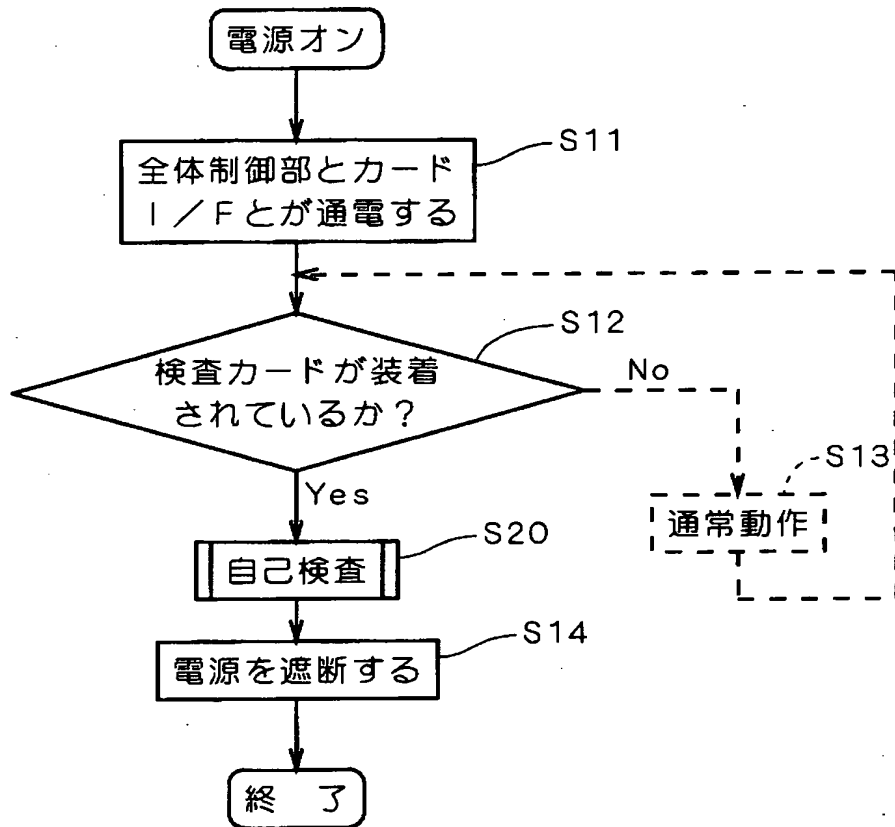 電源オン
S11
全体制御部とカード
I/Fとが通電する
S12
検査カードが装着
されているか？
No
S13
通常動作
Yes
S20
自己検査
S14
電源を遮断する
終 了